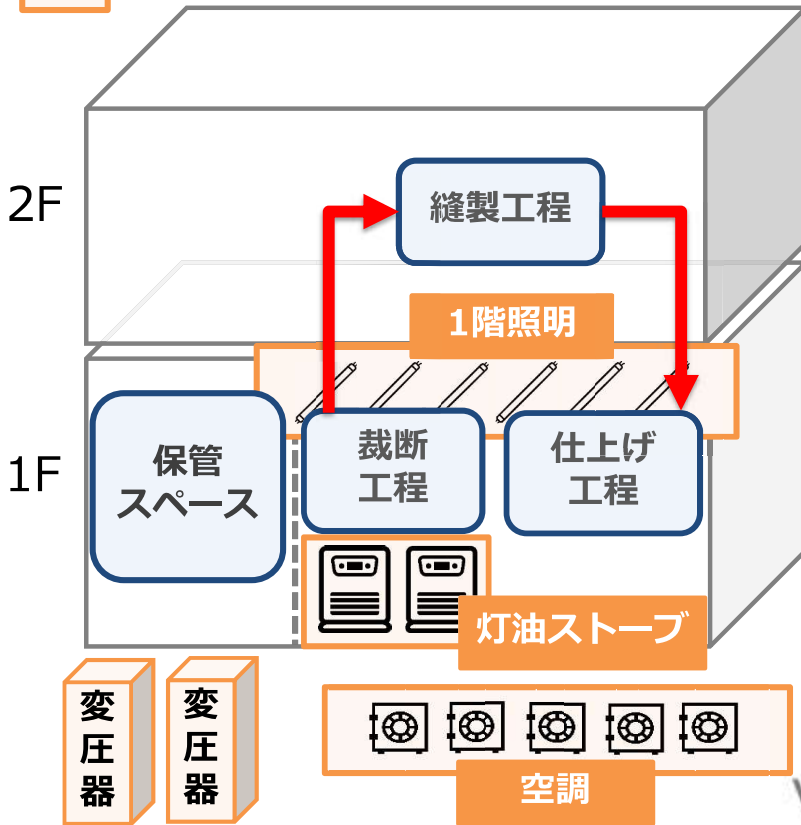 2F
縫製工程
1階照明
1F
保管
スペース
裁断
工程
仕上げ
工程
灯油ストーブ
変
圧
器
変
圧
器
空調